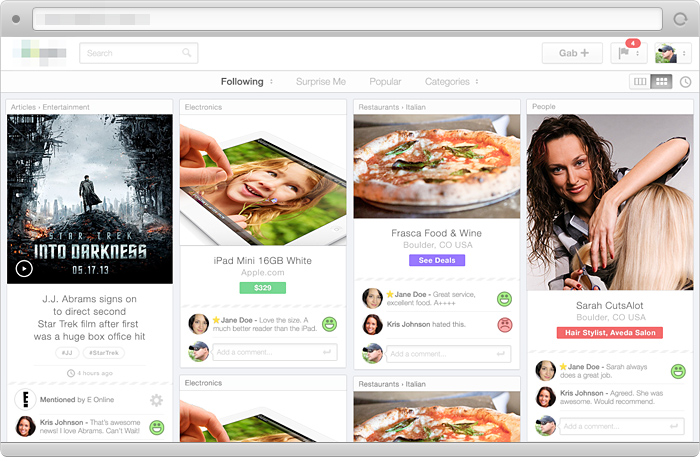 Search
Gab +
4
Following
Surprise Me
Popular
Categories
Articles › Entertainment
STAR TREK
INTO DARKNESS
05.17.13
J.J. Abrams signs on
to direct second
Star Trek film after first
was a huge box office hit
#JJ
#StarTrek
4 hours ago
E
Mentioned by E Online
Kris Johnson - That's awesome
news! I love Abrams. Can't Wait!
Electronics
iPad Mini 16GB White
Apple.com
$329
Jane Doe - Love the size. A
much better reader than the iPad.
Add a comment...
Electronics
Restaurants › Italian
Frasca Food & Wine
Boulder, CO USA
See Deals
Jane Doe - Great service,
excellent food. A++++
Kris Johnson hated this.
Add a comment...
Restaurants › Italian
People
Sarah CutsAlot
Boulder, CO USA
Hair Stylist, Aveda Salon
Jane Doe - Sarah always
does a great job.
Kris Johnson - Agreed. She was
awesome. Would recommend.
Add a comment...